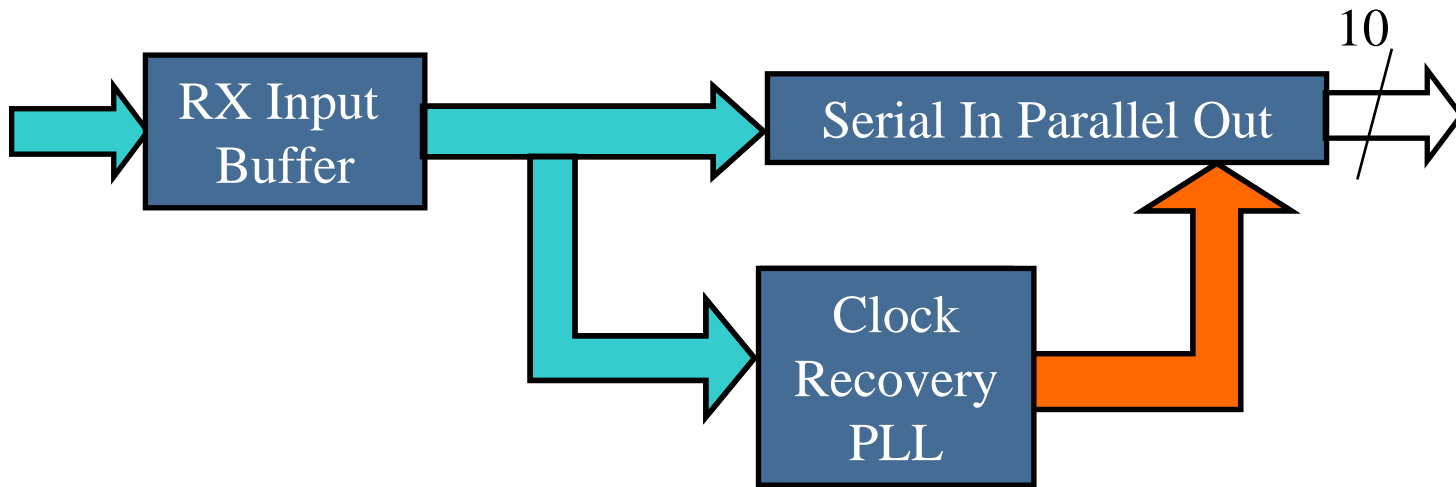 10
RX Input
Buffer
Serial In Parallel Out
Clock
Recovery
PLL